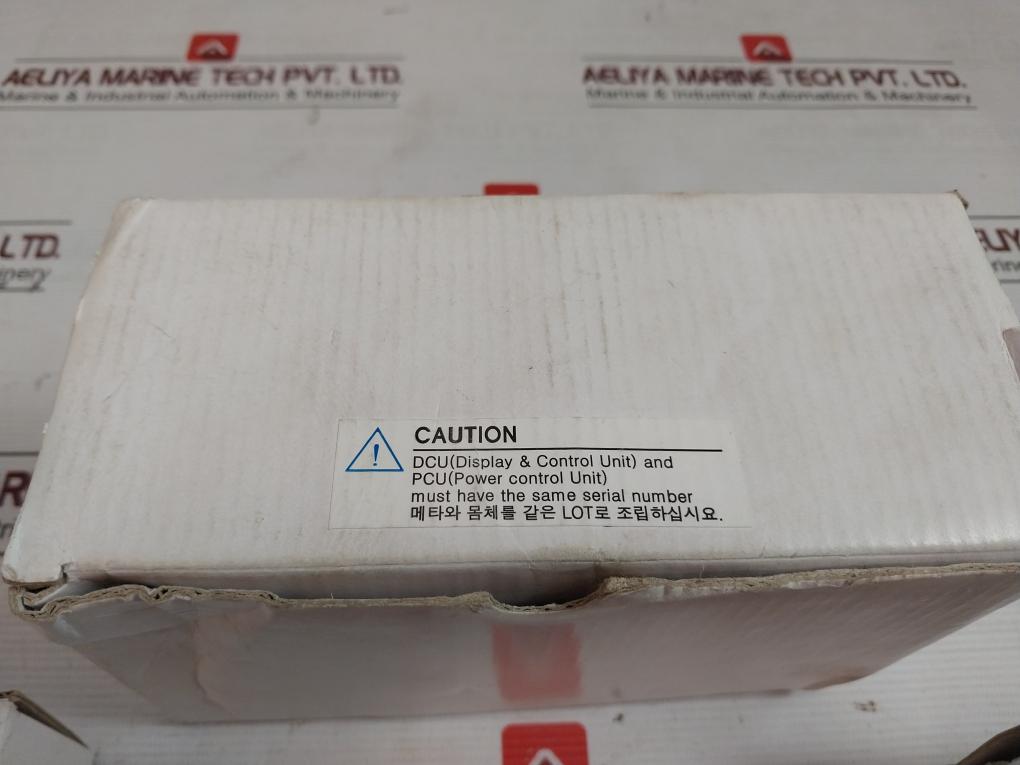 AELIYA MARINE TECH PVT. LTD.
Marine & Industrial Automation & Machinery
AELIYA MARINE TECH PVT. LTD.
Marine & Industrial Automation & Machinery
LTD.
CAUTION
DCU(Display & Control Unit) and
PCU(Power control Unit)
must have the same serial number
메타와 몸체를 같은 LOT로 조립하십시요.